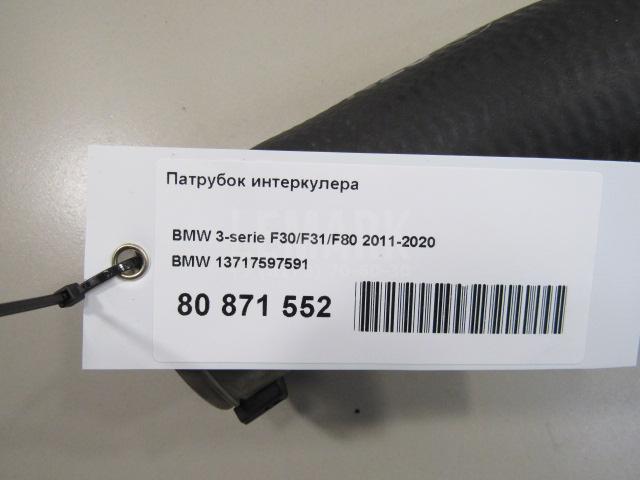 Патрубок интеркулера
BMW 3-serie F30/F31/F80 2011-2020
BMW 13717597591
80 871 552